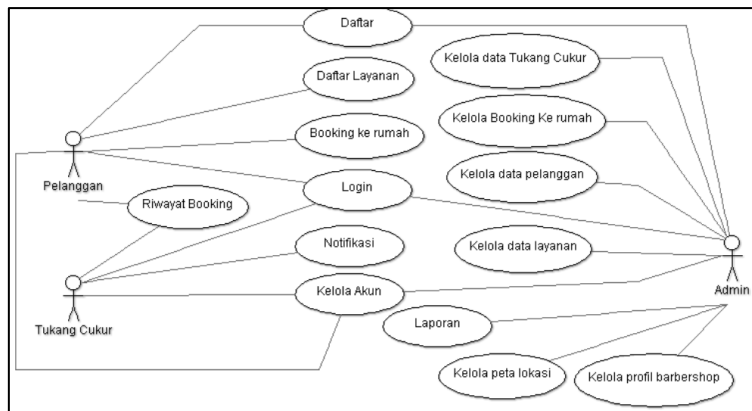 Daftar
Kelola data Tukang Cukur
Daftar Layanan
Kelola Booking Ke rumah
Booking ke rumah
Kelola data pelanggan
Pelanggan
Login
Riwayat Booking
Notifikasi
Kelola data layanan
Kelola Akun
Admin
Tukang Cukur
Laporan
Kelola peta lokasi
Kelola profil barbershop